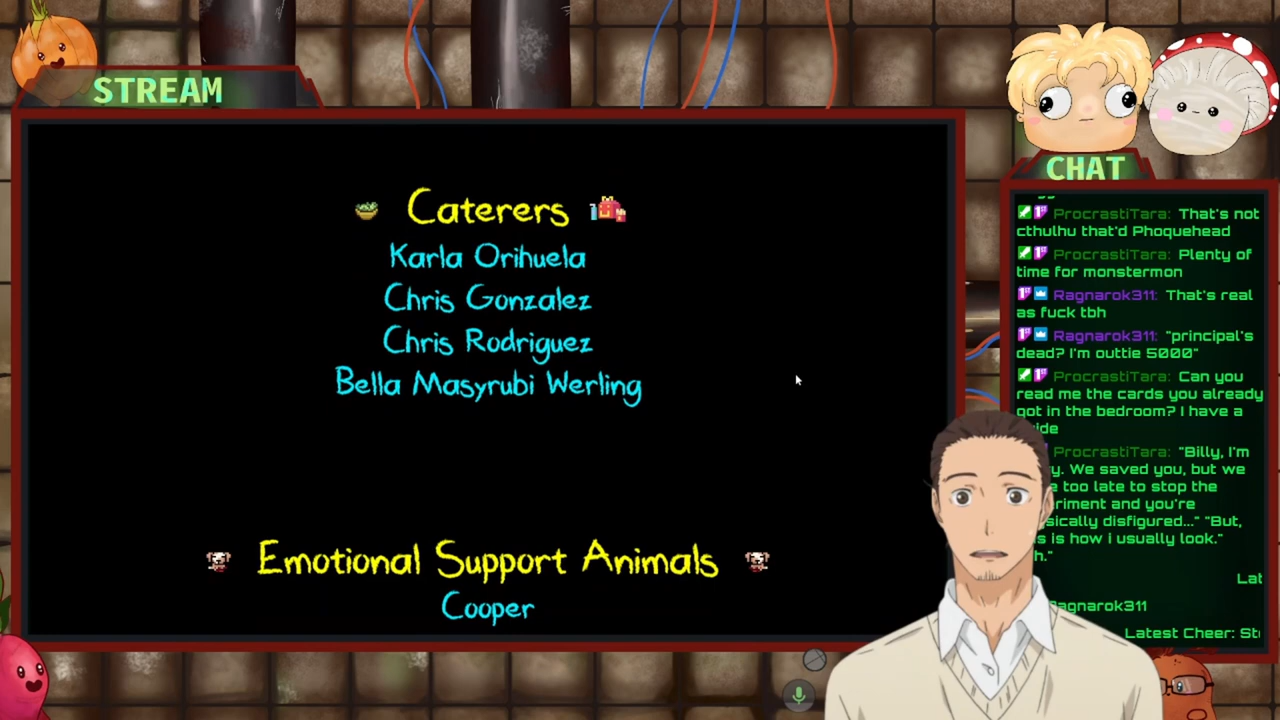 STREAM
Caterers
Karla Orihuela
Chris Gonzalez
Chris Rodriguez
Bella Masyrubi Werling
Emotional Support Animals
Cooper
CHAT
ProcrastiTara: That's not
cthulhu that'd Phoquehead
ProcrastiTara: Plenty of
time for monstermon
Ragnarok311: That's real
as fuck tbh
Ragnarok311: "principal's
dead? I'm outtie 5000"
ProcrastiTara: Can you
read me the cards you already
got in the bedroom? I have a
ProcrastiTara: "Billy, I'm
We saved you, but we
too late to stop the
and you're
disfigured..." "But,
is how i usually look."
Latest Cheer: